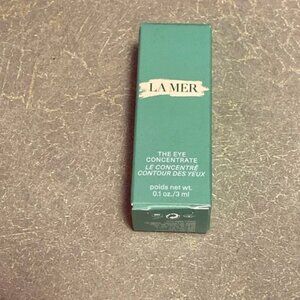 LA MER
THE EYE
CONCENTRATE
LE CONCENTRÉ
CONTOUR DES YEUX
poids net wt.
0.1 oz./3 ml